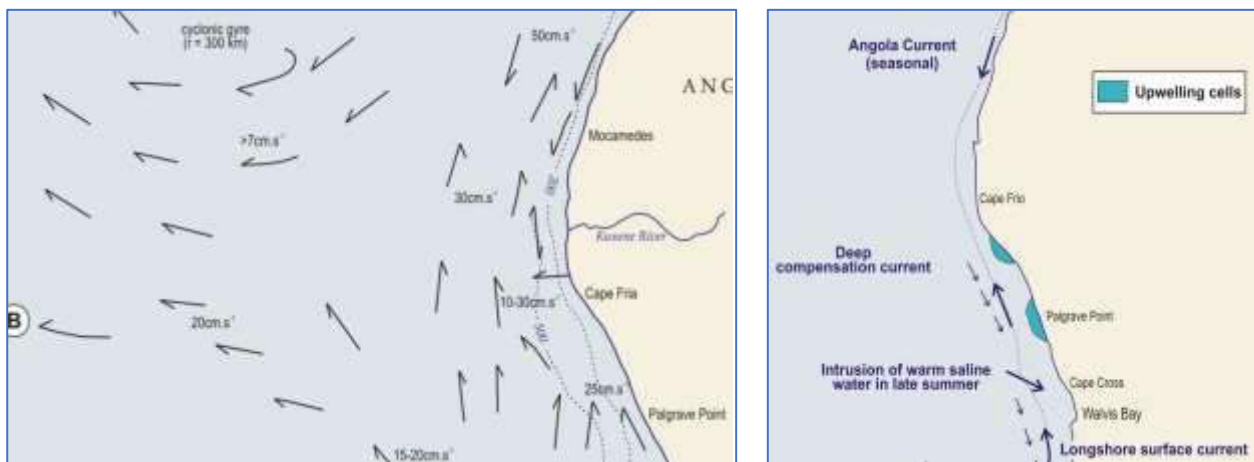 cyclonic gyre
(r = 300 km)
50cm.s⁻¹
ANG
Mocamedes
>7cm.s⁻¹
200
30cm.s⁻¹
Kunene River
Cape Fria
10-30cm.s⁻¹
B
20cm.s⁻¹
500
25cm.s⁻¹
Palgrave Point
15-20cm.s⁻¹
Angola Current
(seasonal)
Upwelling cells
Cape Frio
Deep
compensation current
Palgrave Point
Intrusion of warm saline
water in late summer
Cape Cross
Walvis Bay
Longshore surface current